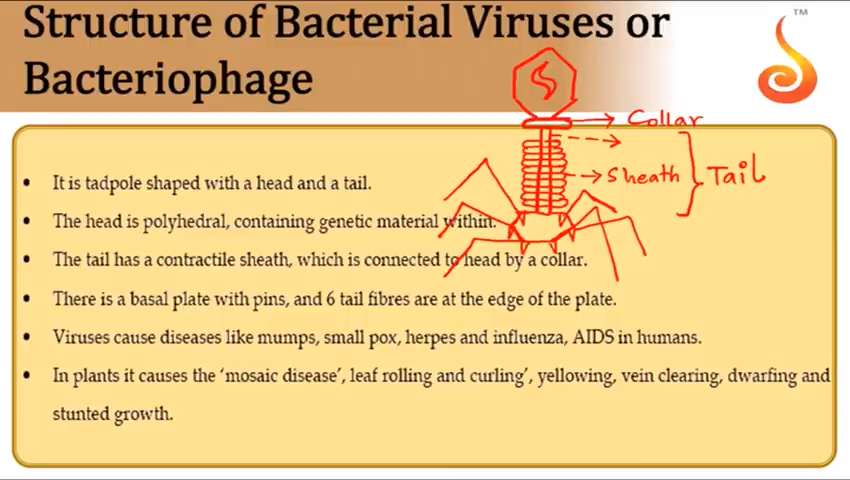 Structure of Bacterial Viruses or
Bacteriophage
TM
Collar
Sheath
Tail
• It is tadpole shaped with a head and a tail.
• The head is polyhedral, containing genetic material within.
• The tail has a contractile sheath, which is connected to head by a collar.
• There is a basal plate with pins, and 6 tail fibres are at the edge of the plate.
• Viruses cause diseases like mumps, small pox, herpes and influenza, AIDS in humans.
• In plants it causes the ‘mosaic disease’, leaf rolling and curling’, yellowing, vein clearing, dwarfing and
stunted growth.